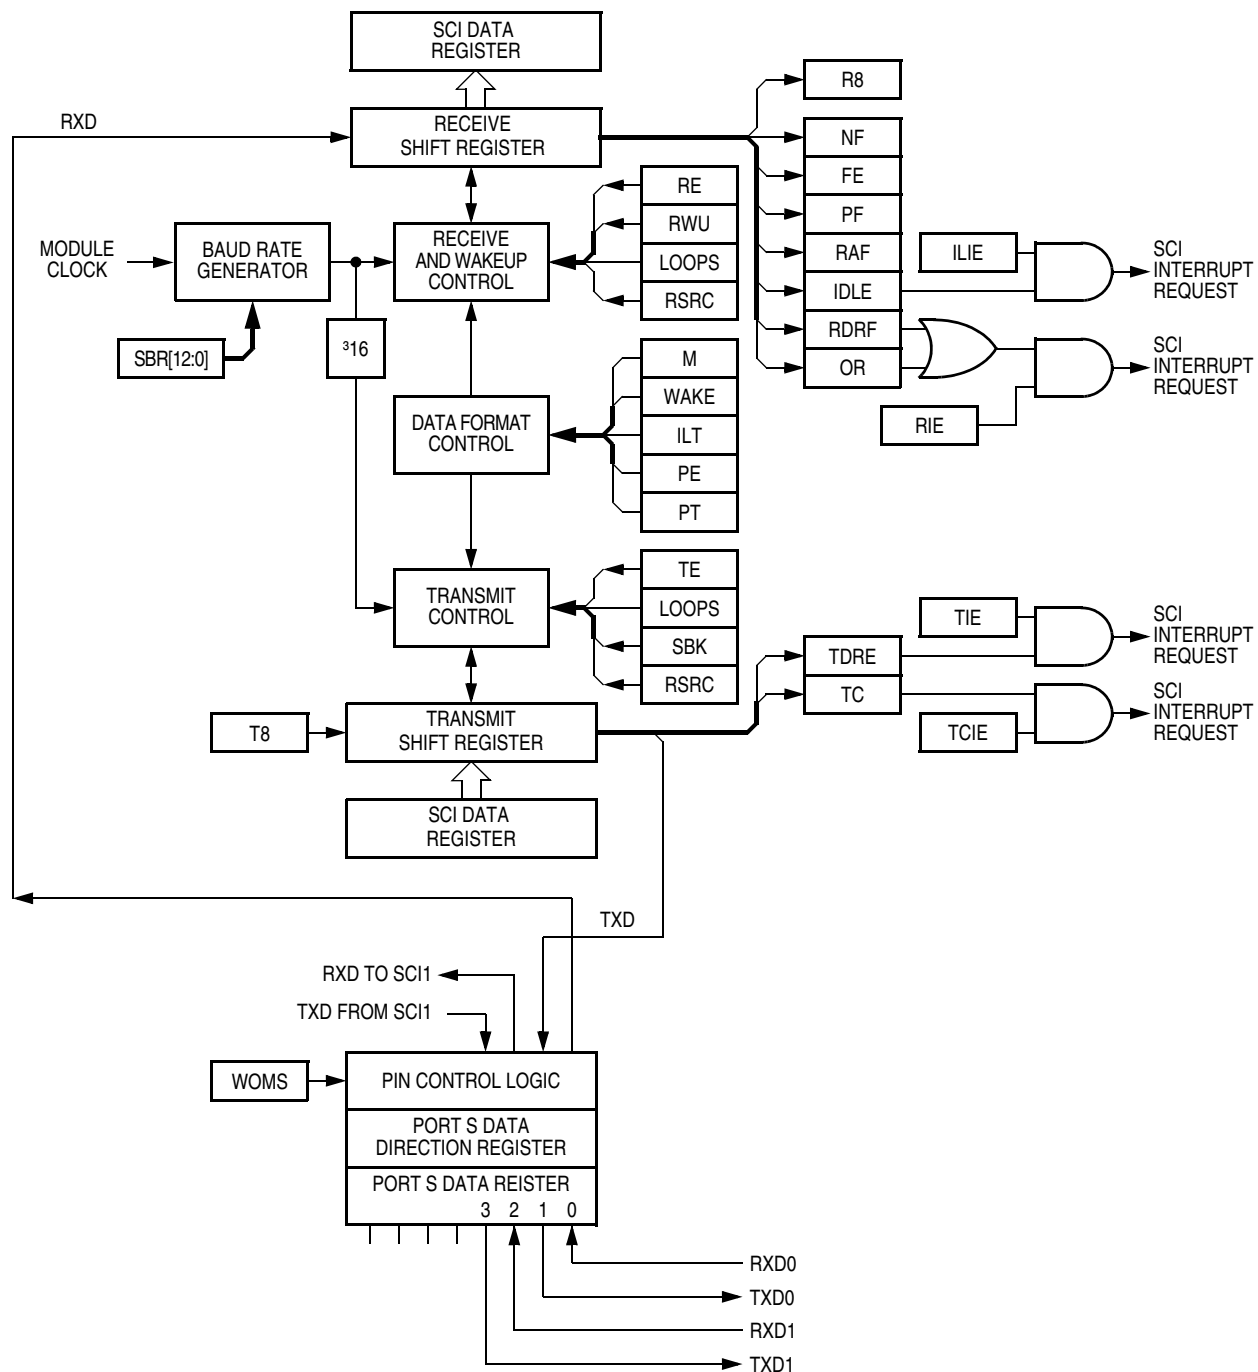 SCI DATA
REGISTER
R8
RXD
RECEIVE
SHIFT REGISTER
NF
FE
PF
RAF
IDLE
RDRF
OR
RE
RWU
LOOPS
RSRC
MODULE
CLOCK
BAUD RATE
GENERATOR
RECEIVE
AND WAKEUP
CONTROL
ILIE
SCI
INTERRUPT
REQUEST
SBR[12:0]
³16
SCI
INTERRUPT
REQUEST
RIE
DATA FORMAT
CONTROL
M
WAKE
ILT
PE
PT
TRANSMIT
CONTROL
TE
LOOPS
SBK
RSRC
TIE
SCI
INTERRUPT
REQUEST
TDRE
TC
TCIE
SCI
INTERRUPT
REQUEST
T8
TRANSMIT
SHIFT REGISTER
SCI DATA
REGISTER
TXD
RXD TO SCI1
TXD FROM SCI1
WOMS
PIN CONTROL LOGIC
PORT S DATA
DIRECTION REGISTER
PORT S DATA REISTER
3 2 1 0
RXD0
TXD0
RXD1
TXD1